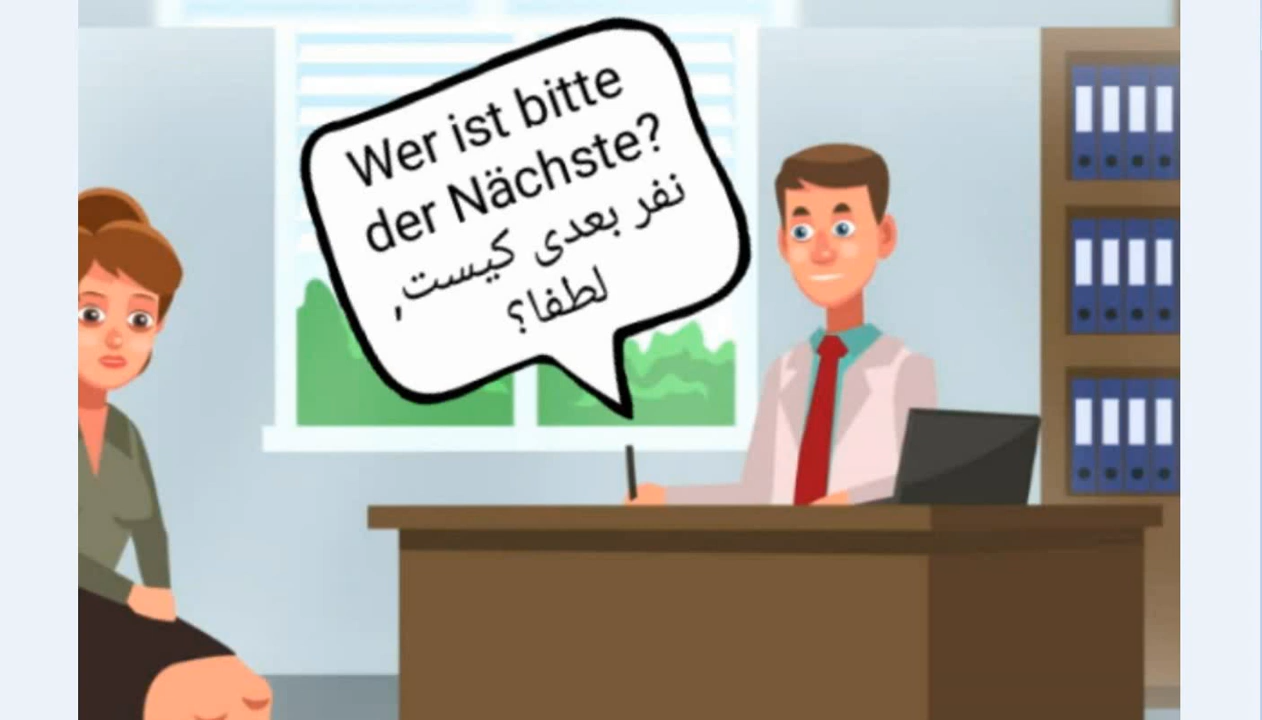 Wer ist bitte
der Nächste?
نفر بعدی کیست,
لطفا؟